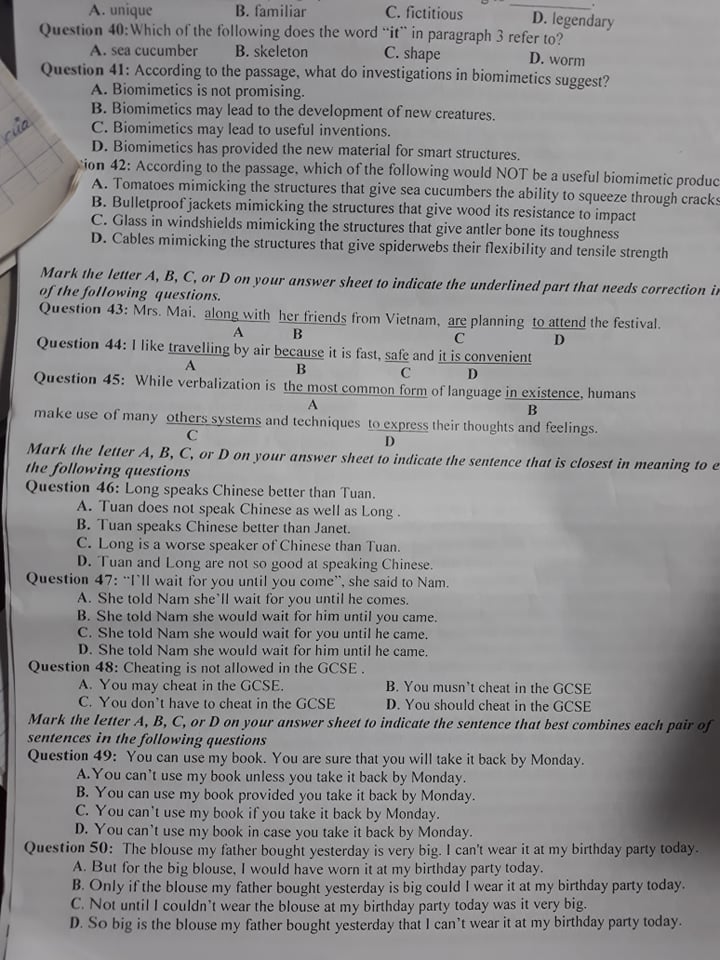 A. unique B. familiar C. fictitious D. legendary
Question 40: Which of the following does the word “it” in paragraph 3 refer to?
A. sea cucumber B. skeleton C. shape D. worm
Question 41: According to the passage, what do investigations in biomimetics suggest?
A. Biomimetics is not promising.
B. Biomimetics may lead to the development of new creatures.
C. Biomimetics may lead to useful inventions.
D. Biomimetics has provided the new material for smart structures.
ion 42: According to the passage, which of the following would NOT be a useful biomimetic produc
A. Tomatoes mimicking the structures that give sea cucumbers the ability to squeeze through cracks
B. Bulletproof jackets mimicking the structures that give wood its resistance to impact
C. Glass in windshields mimicking the structures that give antler bone its toughness
D. Cables mimicking the structures that give spiderwebs their flexibility and tensile strength
của
Mark the letter A, B, C, or D on your answer sheet to indicate the underlined part that needs correction in
of the following questions.
Question 43: Mrs. Mai, along with her friends from Vietnam, are planning to attend the festival.
A B C D
Question 44: I like travelling by air because it is fast, safe and it is convenient
A B C D
Question 45: While verbalization is the most common form of language in existence, humans
A B
make use of many others systems and techniques to express their thoughts and feelings.
C D
Mark the letter A, B, C, or D on your answer sheet to indicate the sentence that is closest in meaning to e
the following questions
Question 46: Long speaks Chinese better than Tuan.
A. Tuan does not speak Chinese as well as Long .
B. Tuan speaks Chinese better than Janet.
C. Long is a worse speaker of Chinese than Tuan.
D. Tuan and Long are not so good at speaking Chinese.
Question 47: “I’ll wait for you until you come”, she said to Nam.
A. She told Nam she’ll wait for you until he comes.
B. She told Nam she would wait for him until you came.
C. She told Nam she would wait for you until he came.
D. She told Nam she would wait for him until he came.
Question 48: Cheating is not allowed in the GCSE .
A. You may cheat in the GCSE. B. You musn’t cheat in the GCSE
C. You don’t have to cheat in the GCSE D. You should cheat in the GCSE
Mark the letter A, B, C, or D on your answer sheet to indicate the sentence that best combines each pair of
sentences in the following questions
Question 49: You can use my book. You are sure that you will take it back by Monday.
A.You can’t use my book unless you take it back by Monday.
B. You can use my book provided you take it back by Monday.
C. You can’t use my book if you take it back by Monday.
D. You can’t use my book in case you take it back by Monday.
Question 50: The blouse my father bought yesterday is very big. I can't wear it at my birthday party today.
A. But for the big blouse, I would have worn it at my birthday party today.
B. Only if the blouse my father bought yesterday is big could I wear it at my birthday party today.
C. Not until I couldn’t wear the blouse at my birthday party today was it very big.
D. So big is the blouse my father bought yesterday that I can’t wear it at my birthday party today.